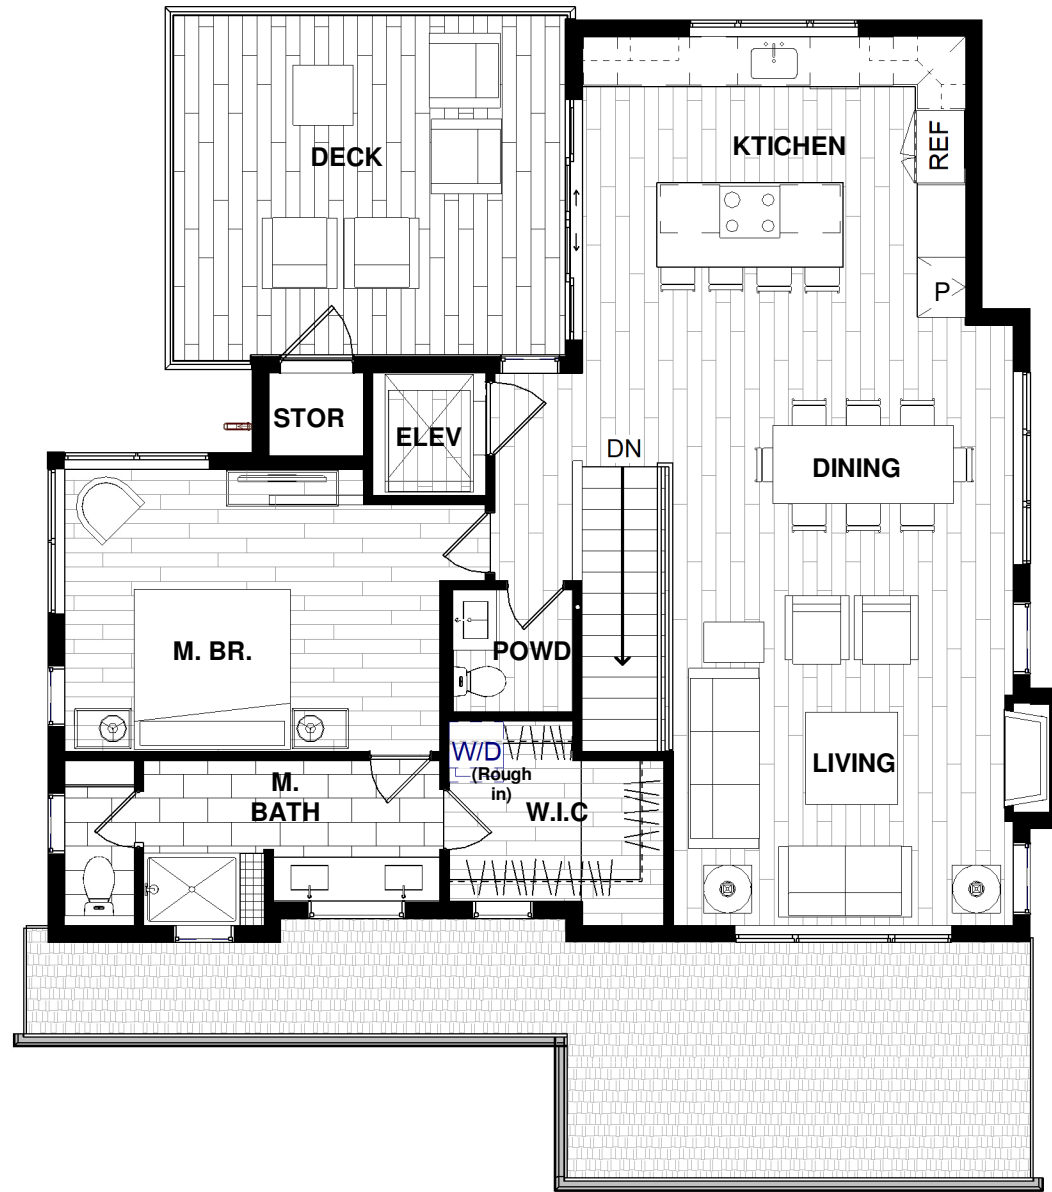 DECK
KTICHEN
REF
P
STOR
ELEV
DN
DINING
M. BR.
POWD
W/D
(Rough
in)
LIVING
M.
BATH
W.I.C